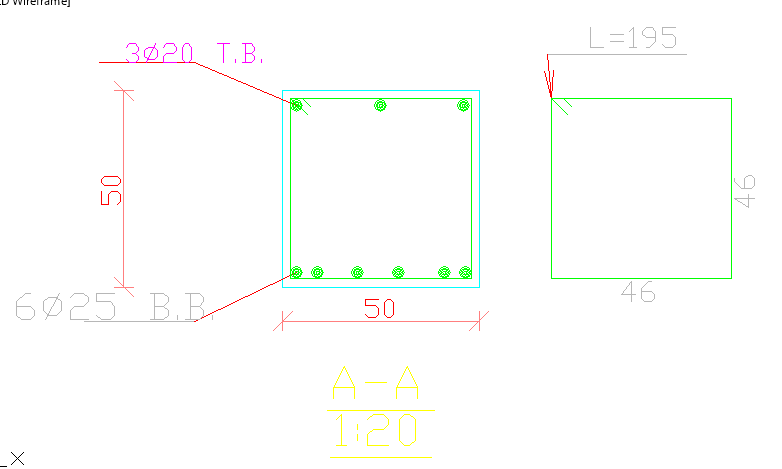 D Wireframe]
3ø20 T.B.
L=195
50
46
46
6ø25 B.B.
50
A-A
1:20
X